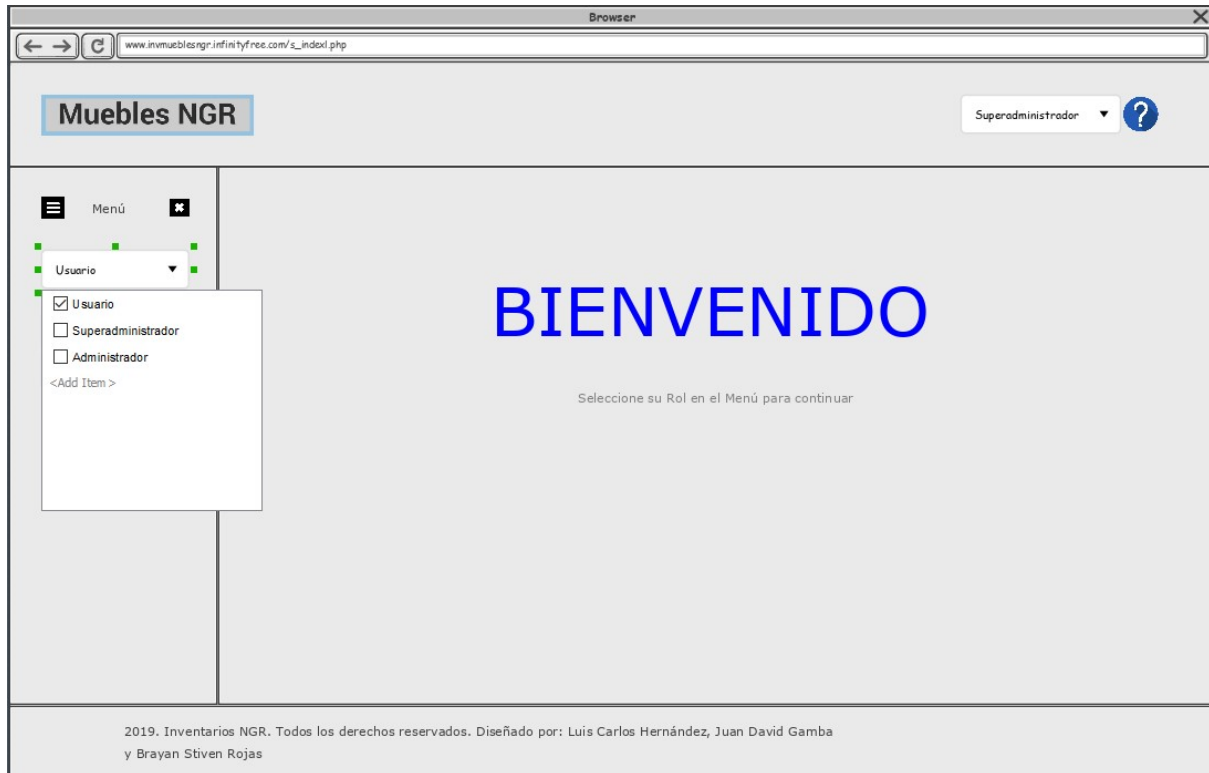 Browser
www.invmueblesngr.infinityfree.com/s_indexl.php
Muebles NGR
Superadministrador
?
Menú
Usuario
Usuario
Superadministrador
Administrador
<Add Item >
BIENVENIDO
Seleccione su Rol en el Menú para continuar
2019. Inventarios NGR. Todos los derechos reservados. Diseñado por: Luis Carlos Hernández, Juan David Gamba
y Brayan Stiven Rojas